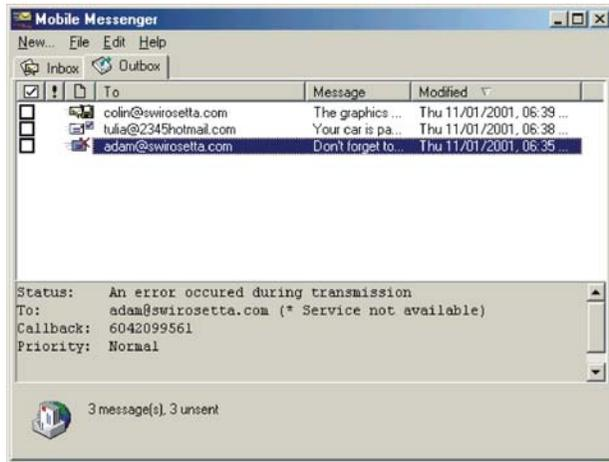 Mobile Messenger
New... File Edit Help
Inbox Outbox
! To Message Modified
colin@swirosetta.com The graphics ... Thu 11/01/2001, 06:39 ...
tulia@2345hotmail.com Your car is pa... Thu 11/01/2001, 06:38 ...
adam@swirosetta.com Don't forget to... Thu 11/01/2001, 06:35 ...
Status: An error occured during transmission
To: adam@swirosetta.com (* Service not available)
Callback: 6042099561
Priority: Normal
3 message(s), 3 unsent